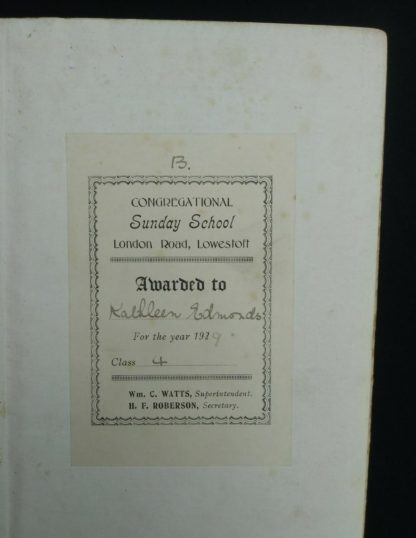 B.
CONGREGATIONAL
Sunday School
London Road, Lowestoft
Awarded to
Kathleen Edmonds
For the year 1929.
Class 4
Wm. C. WATTS, Superintendent.
H. F. ROBERSON, Secretary.